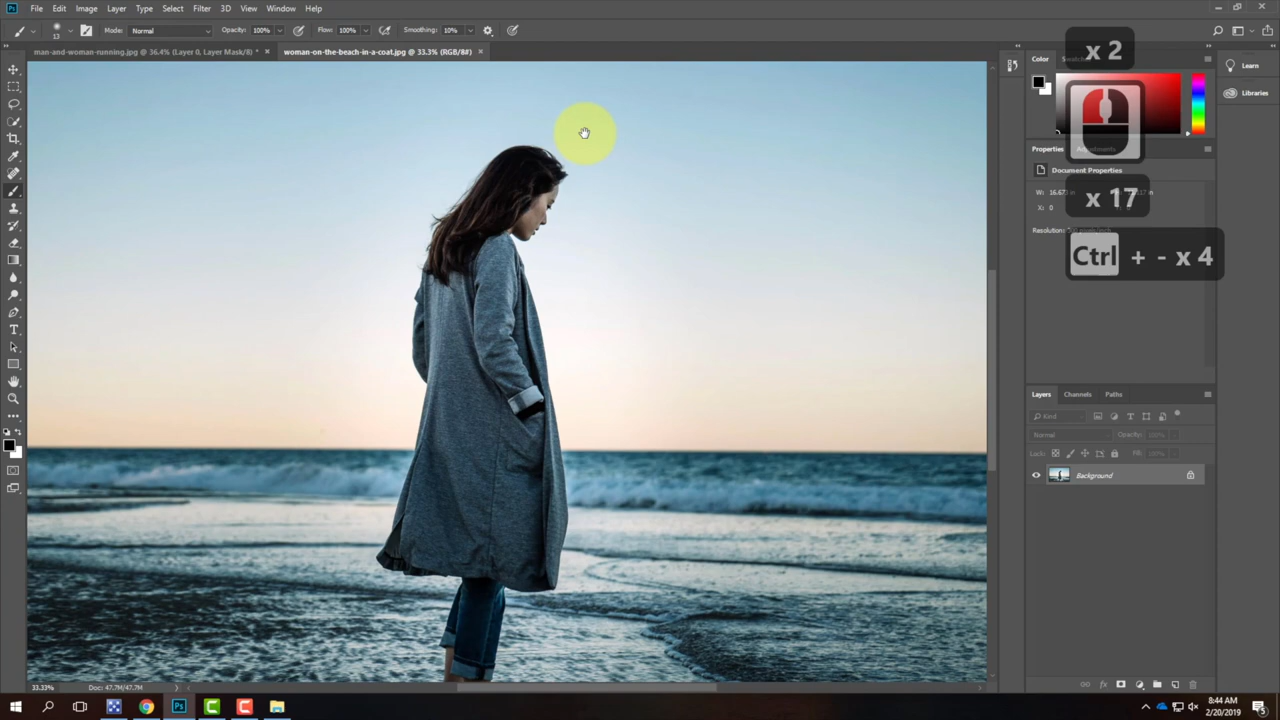 File Edit Image Layer Type Select Filter 3D View Window Help
13 Mode: Normal Opacity: 100% Flow: 100% Smoothing: 10%
man-and-woman-running.jpg @ 36.4% (Layer 0, Layer Mask/8) * × woman-on-the-beach-in-a-coat.jpg @ 33.3% (RGB/8#) ×
x 2
Color
Learn
Libraries
Properties Adjustments
Document Properties
W: 16.673 in
X: 0
x 17
Resolution:
Ctrl + - x 4
Layers Channels Paths
Kind
Normal Opacity: 100%
Lock: Fill: 100%
Background
33.33% Doc: 47.7M/47.7M
8:44 AM
2/20/2019
5